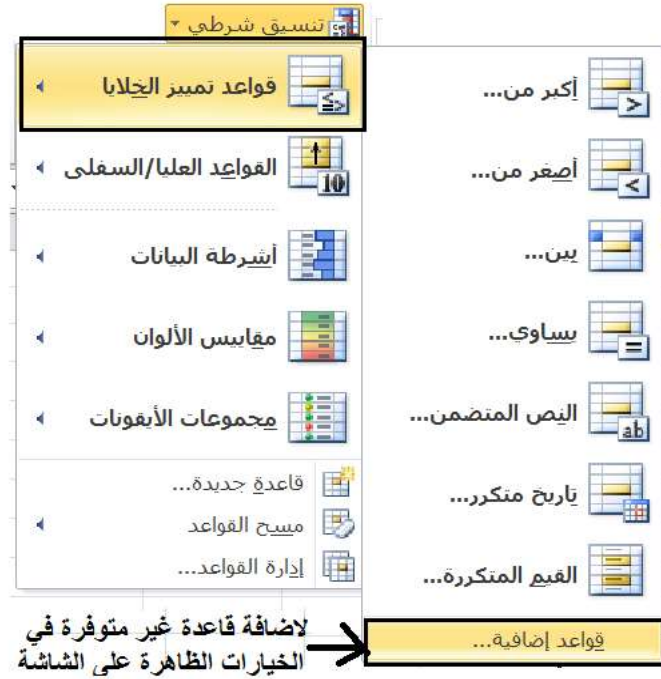 تنسيق شرطي
قواعد تمييز الخلايا
القواعد العليا/السفلى
10
أشرطة البيانات
مقاييس الألوان
مجموعات الأيقونات
قاعدة جديدة...
مسح القواعد
إدارة القواعد...
أكبر من...
أصغر من...
بين...
يساوي...
النص المتضمن...
ab
تاريخ متكرر...
القيم المتكررة...
قواعد إضافية...
لاضافة قاعدة غير متوفرة في
الخيارات الظاهرة على الشاشة